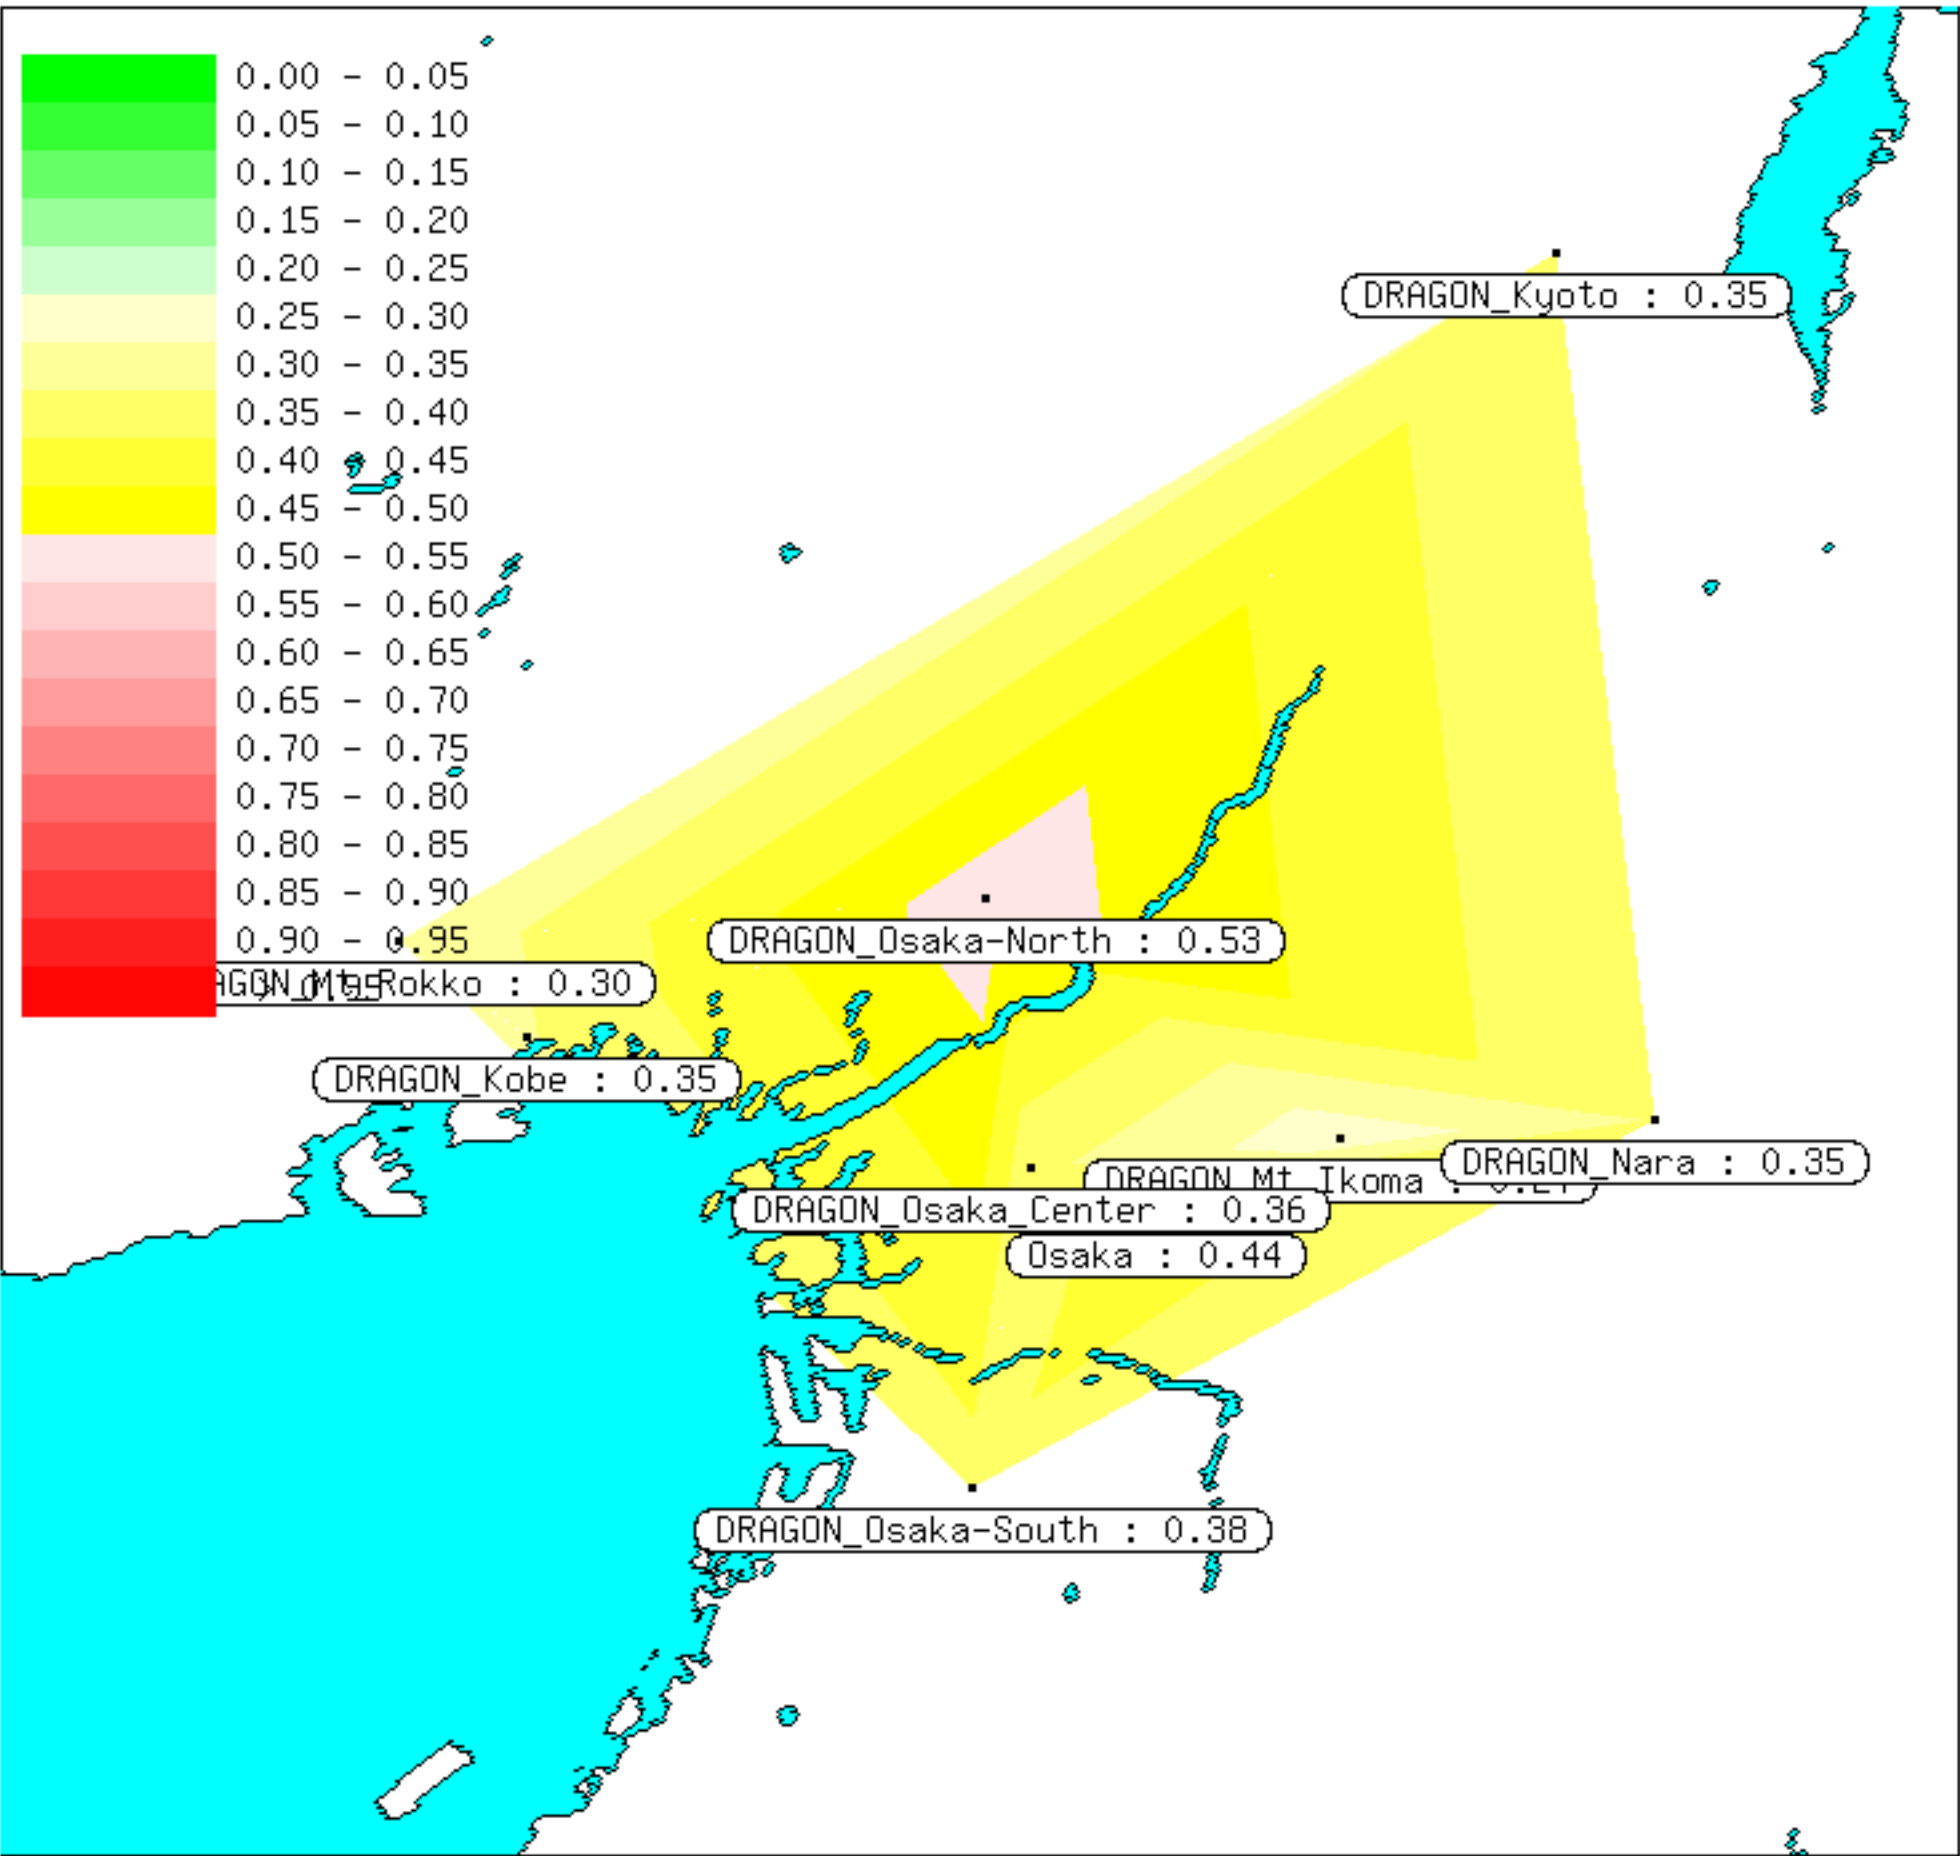 0.00 - 0.05
0.05 - 0.10
0.10 - 0.15
0.15 - 0.20
0.20 - 0.25
0.25 - 0.30
0.30 - 0.35
0.35 - 0.40
0.40 - 0.45
0.45 - 0.50
0.50 - 0.55
0.55 - 0.60
0.60 - 0.65
0.65 - 0.70
0.70 - 0.75
0.75 - 0.80
0.80 - 0.85
0.85 - 0.90
0.90 - 0.95
DRAGON_Kyoto : 0.35
DRAGON_Osaka-North : 0.53
Rokko : 0.30
DRAGON_Kobe : 0.35
DRAGON_Nara : 0.35
DRAGON_Mt_Ikoma :
DRAGON_Osaka_Center : 0.36
Osaka : 0.44
DRAGON_Osaka-South : 0.38